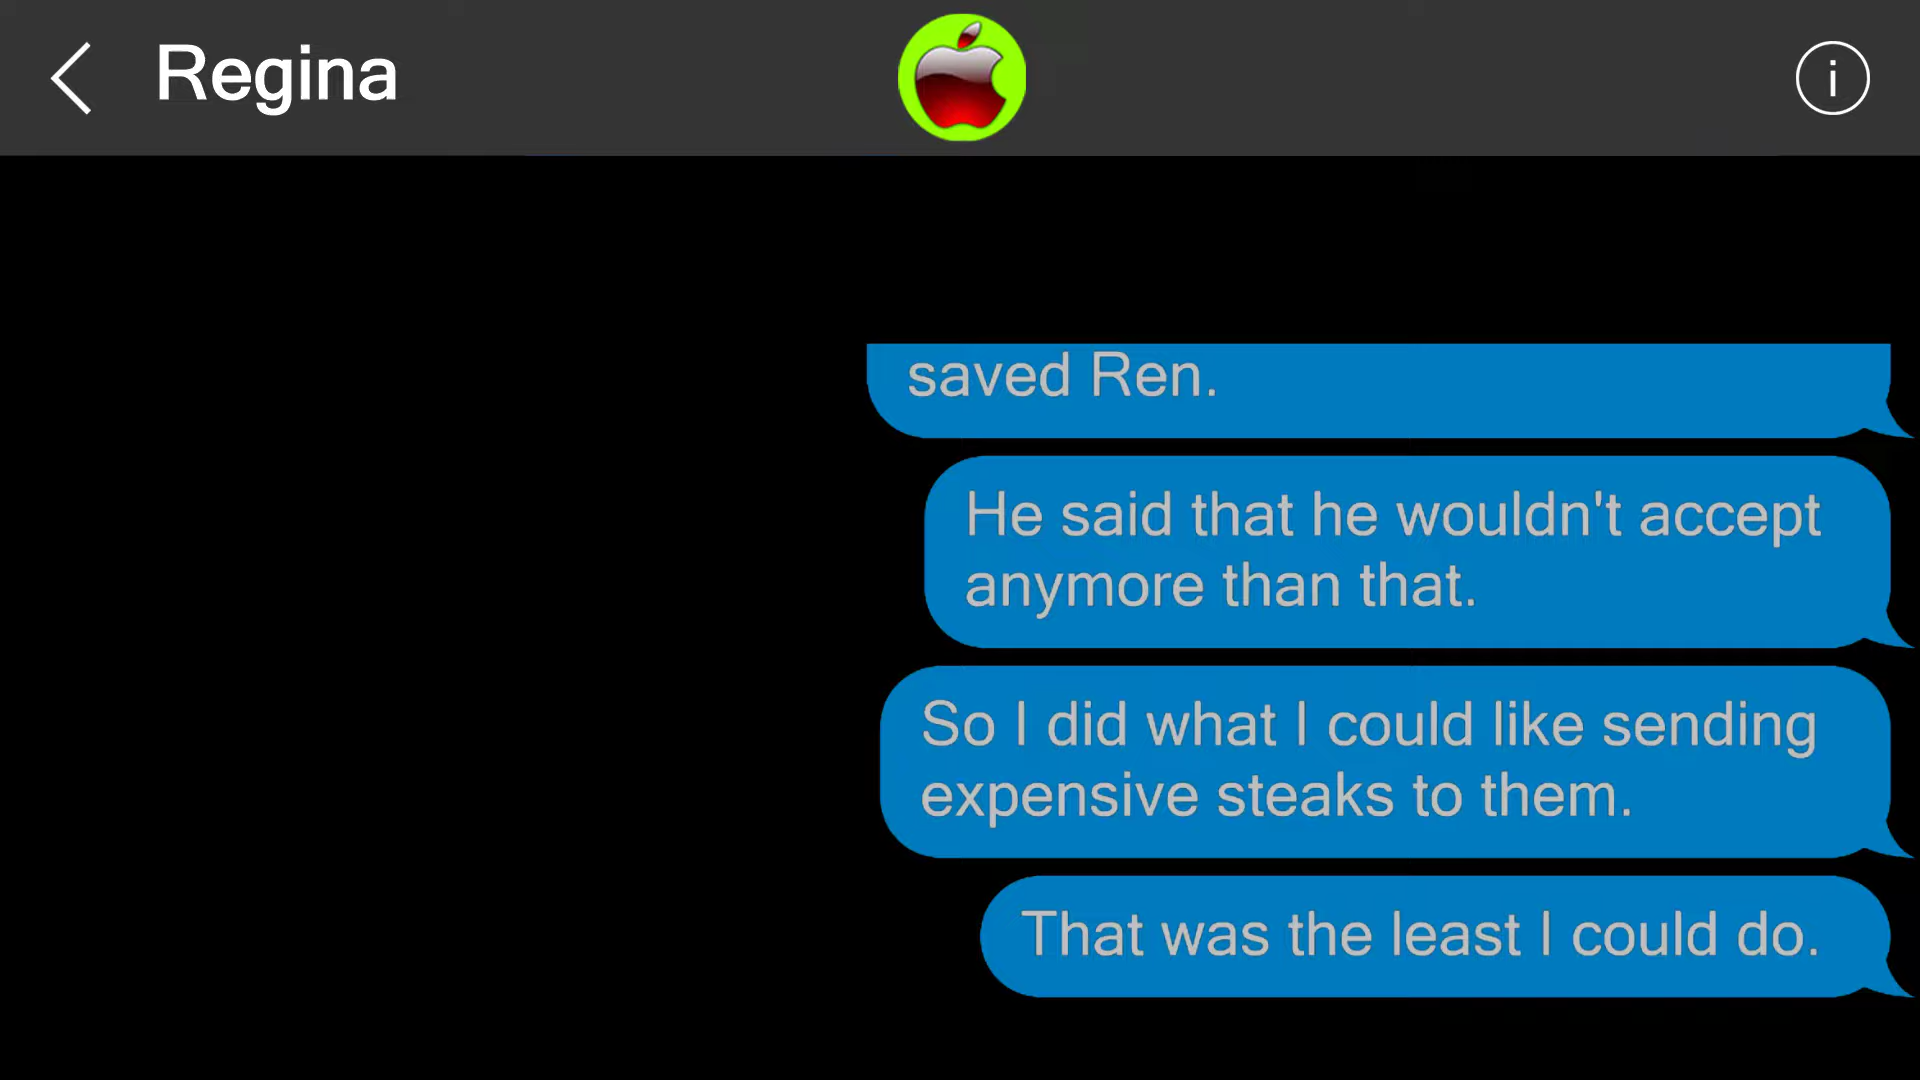 Regina
saved Ren.
He said that he wouldn't accept
anymore than that.
So I did what I could like sending
expensive steaks to them.
That was the least I could do.